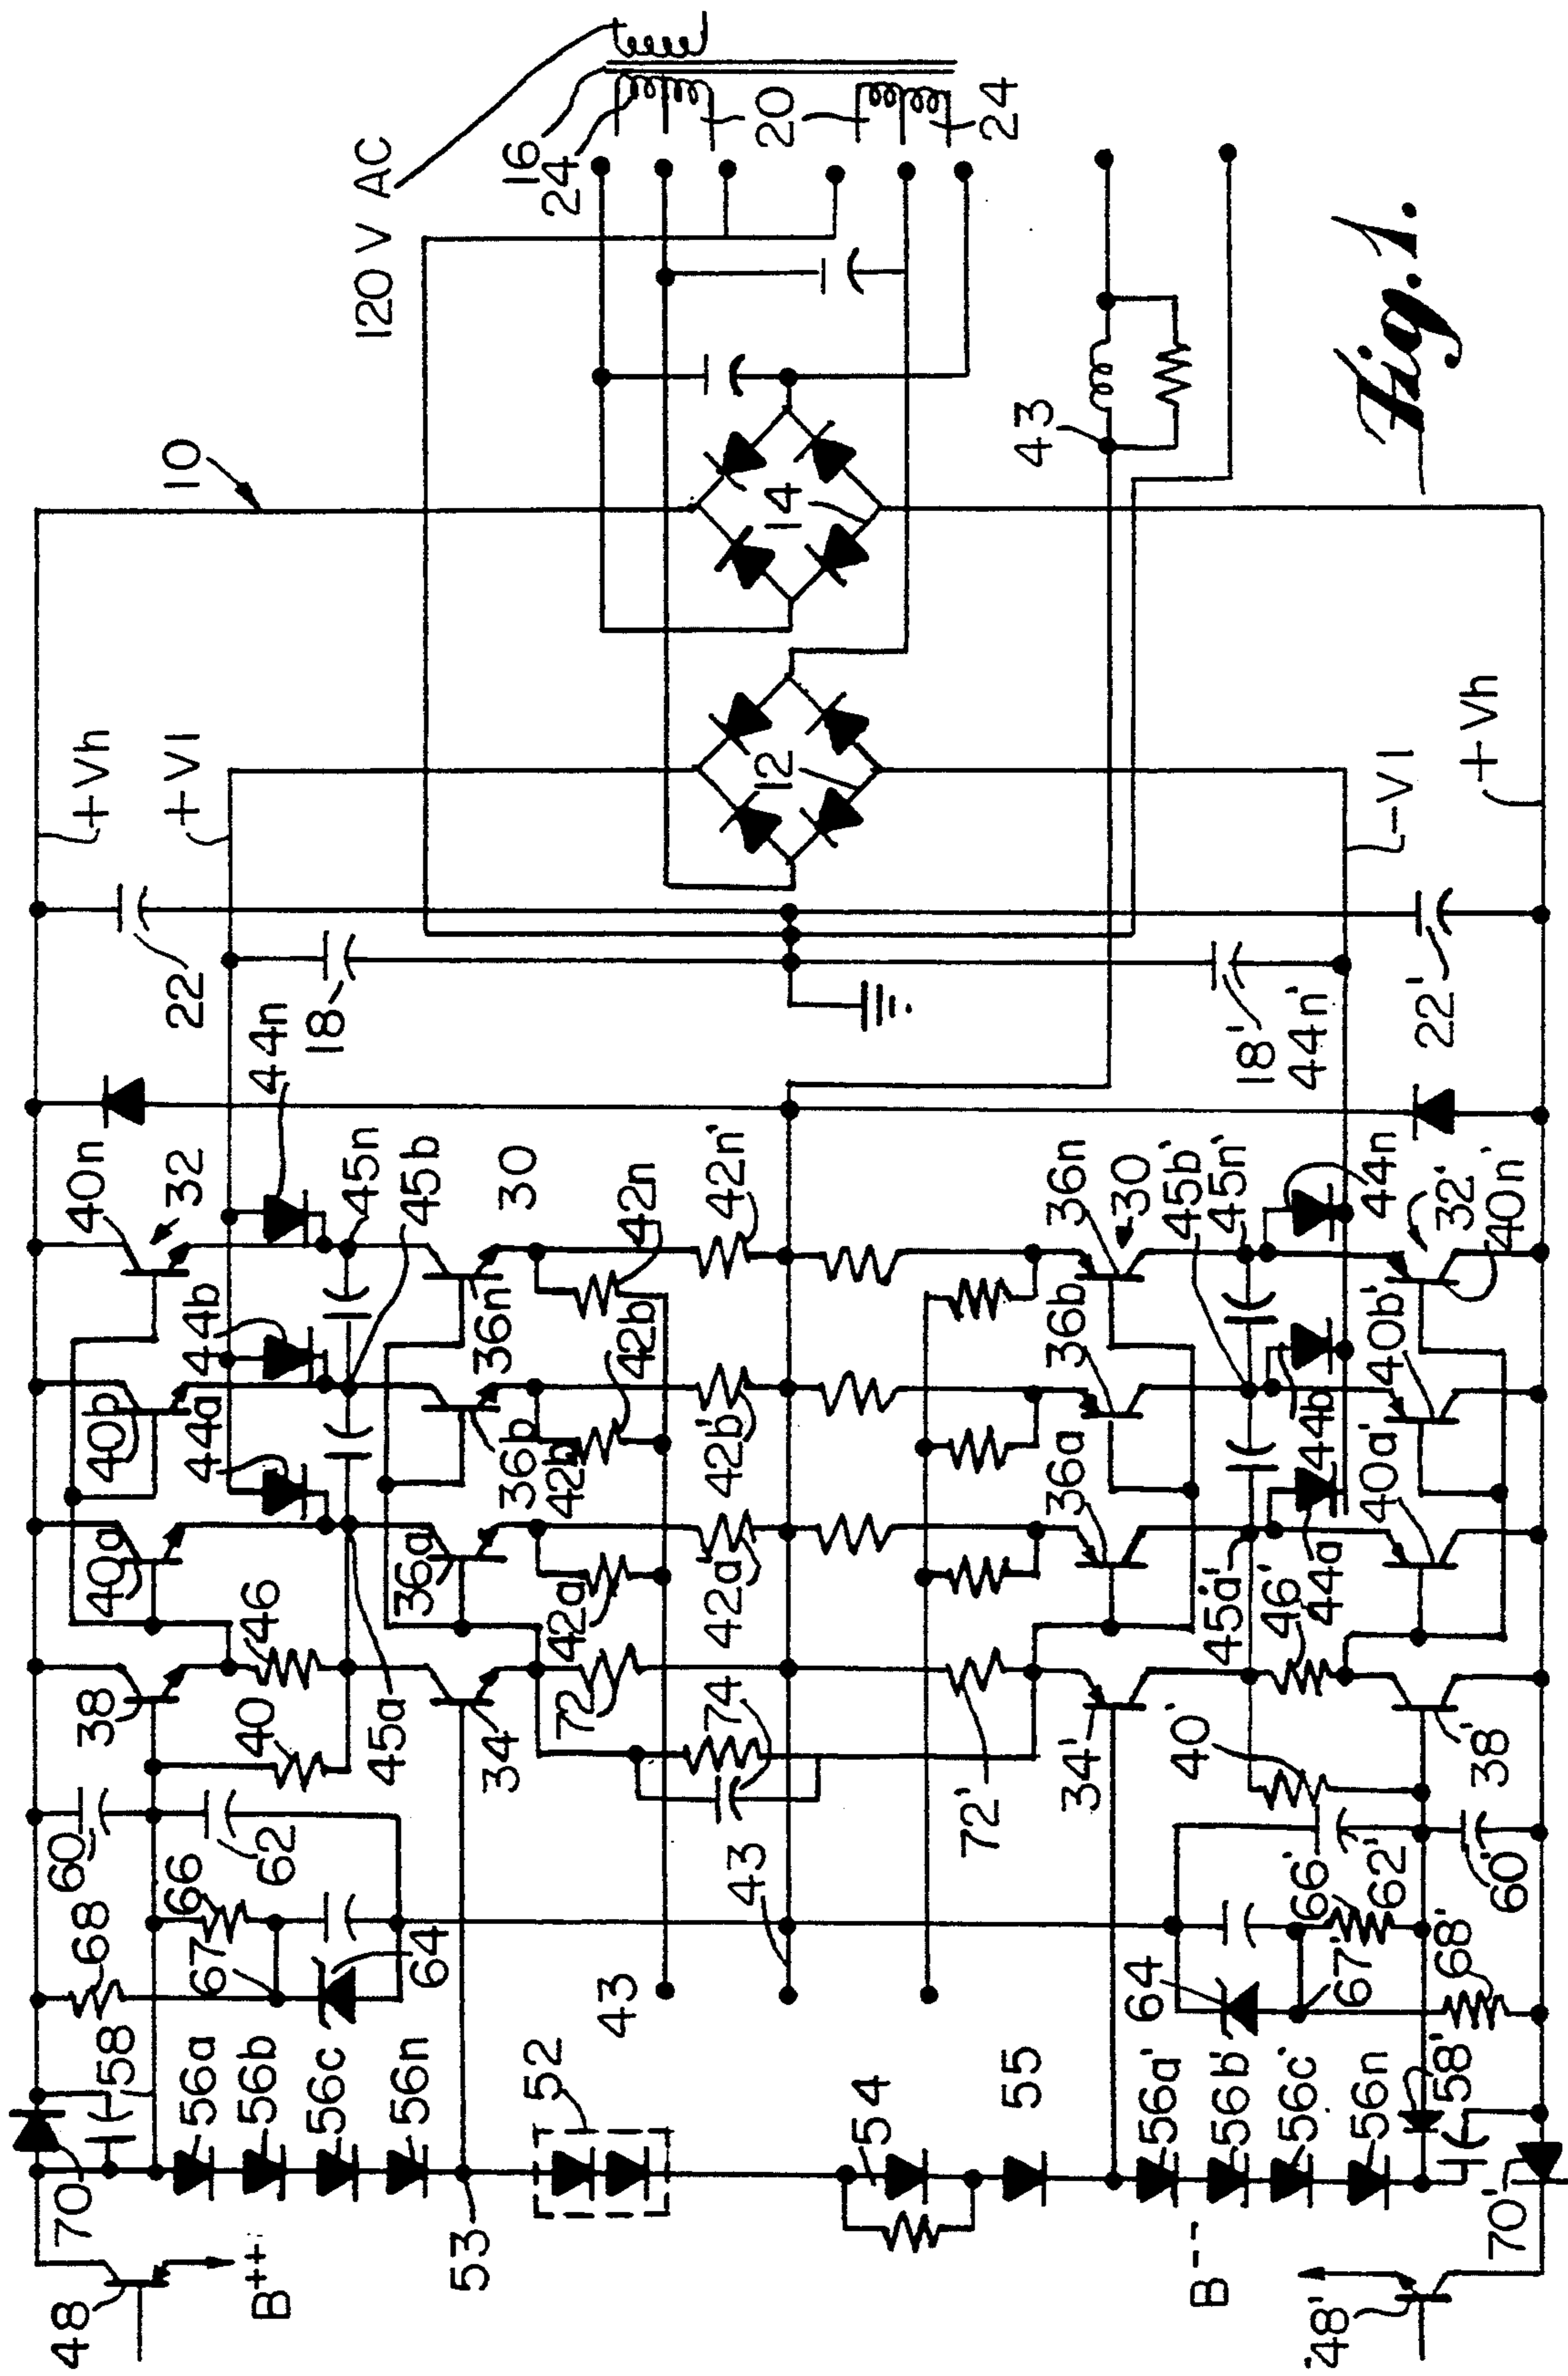 120 V AC
16
24
20
24
10
14
12
43
Fig. 1.
+Vh
+Vl
-Vl
+Vh
22
18
18'
22'
44n
44n'
40n
32
45n
45b
30
42n
42n'
36n
30
45b'
45n'
44n
32'
40n'
44b
40b
44a
36n
42b
36b
42b
42b'
36b
44b
40b'
40a
46
36a
42a
42a'
36a
45a'
46'
44a
40a'
38
40
45a
34
72
74
72'
34'
40'
38'
60
62
66
68
67
64
43
43
64
66'
62'
60'
67'
68'
58
56a
56b
56c
56n
52
54
55
56a'
56b'
56c'
56n
58'
70
53
70'
48
B++
B--
48'